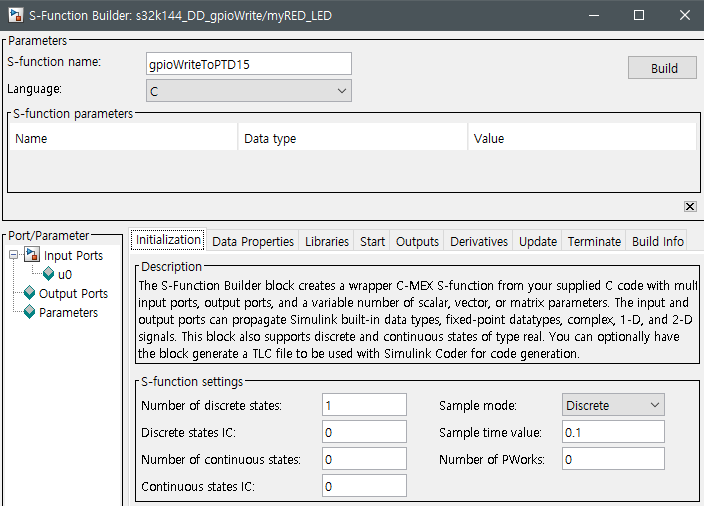 S-Function Builder: s32k144_DD_gpioWrite/myRED_LED
Parameters
S-function name: gpioWriteToPTD15
Build
Language: C
S-function parameters
Name Data type Value
Port/Parameter
Input Ports
u0
Output Ports
Parameters
Initialization Data Properties Libraries Start Outputs Derivatives Update Terminate Build Info
Description
The S-Function Builder block creates a wrapper C-MEX S-function from your supplied C code with mult
input ports, output ports, and a variable number of scalar, vector, or matrix parameters. The input and
output ports can propagate Simulink built-in data types, fixed-point datatypes, complex, 1-D, and 2-D
signals. This block also supports discrete and continuous states of type real. You can optionally have
the block generate a TLC file to be used with Simulink Coder for code generation.
S-function settings
Number of discrete states: 1 Sample mode: Discrete
Discrete states IC: 0 Sample time value: 0.1
Number of continuous states: 0 Number of PWorks: 0
Continuous states IC: 0